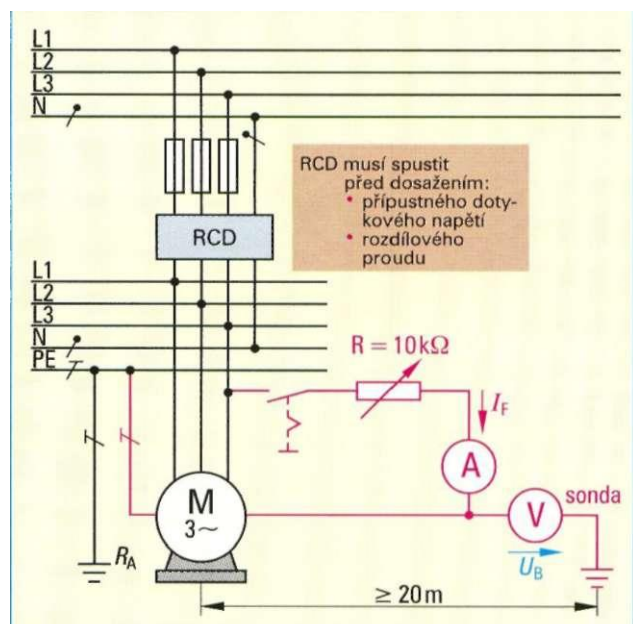 L1
L2
L3
N
RCD musí spustit
před dosažením:
• přípustného doty-
kového napětí
• rozdílového
proudu
RCD
L1
L2
L3
N
PE
R = 10kΩ
I_F
A
M
3~
V
sonda
U_B
R_A
≥ 20m